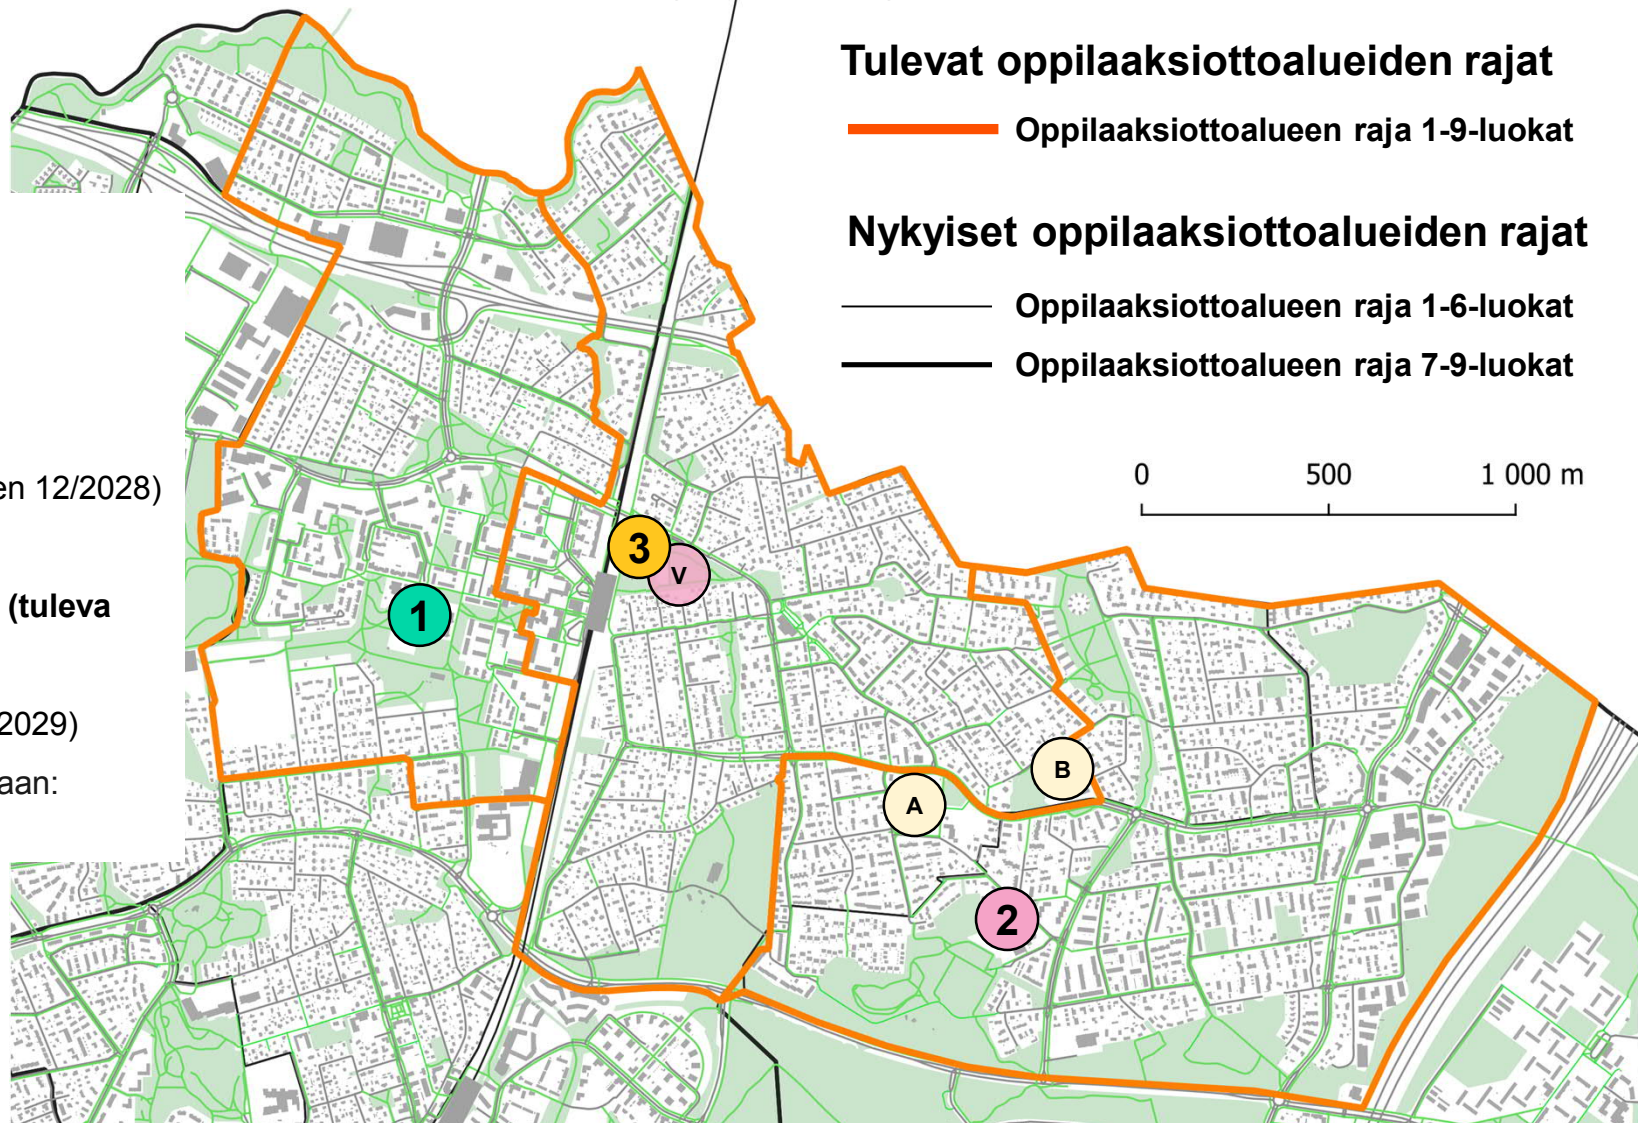 Tulevat oppilaaksiottoalueiden rajat
Oppilaaksiottoalueen raja 1-9-luokat
Nykyiset oppilaaksiottoalueiden rajat
Oppilaaksiottoalueen raja 1-6-luokat
Oppilaaksiottoalueen raja 7-9-luokat
0 500 1 000 m
en 12/2028)
(tuleva
2029)
aan:
3
V
1
B
A
2